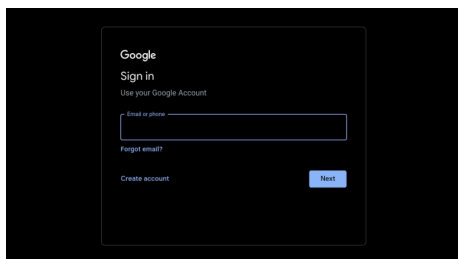 Google
Sign in
Use your Google Account
Email or phone
Forgot email?
Create account
Next